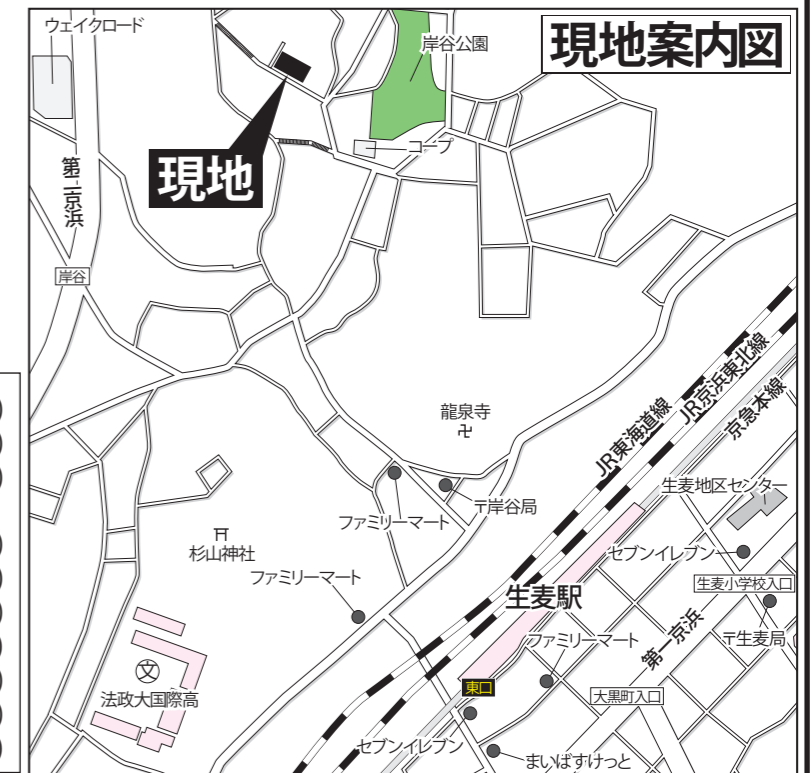 現地案内図
ウェイクロード
岸谷公園
コープ
現地
第二京浜
岸谷
龍泉寺
JR東海道線
JR京浜東北線
京急本線
生麦地区センター
〒岸谷局
ファミリーマート
杉山神社
ファミリーマート
セブンイレブン
生麦小学校入口
生麦駅
〒生麦局
第一京浜
ファミリーマート
文
法政大国際高
東口
大黒町入口
セブンイレブン
まいばすけっと